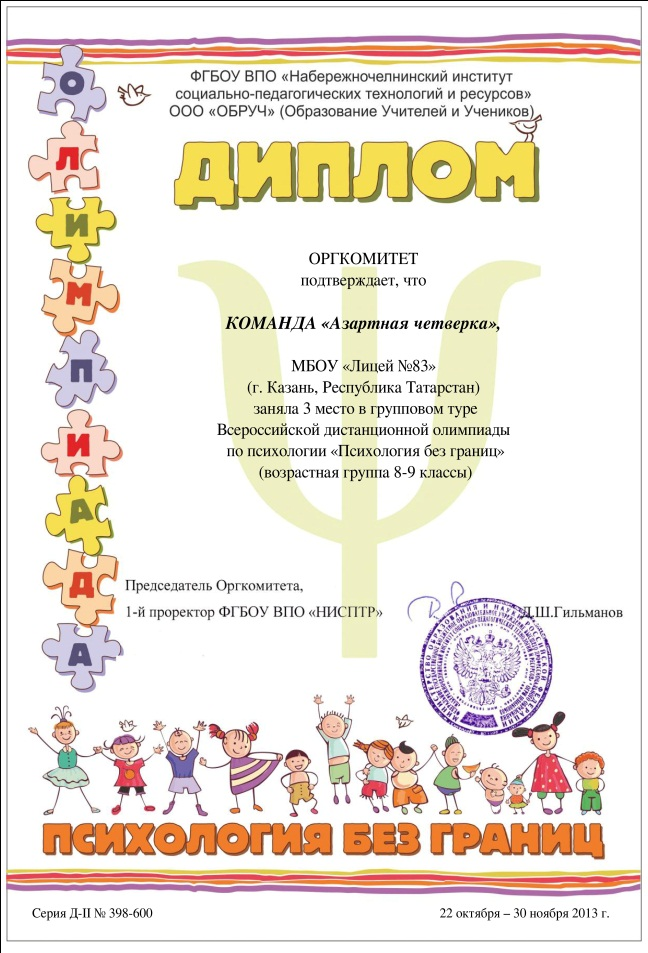 ФГБОУ ВПО «Набережночелнинский институт
социально-педагогических технологий и ресурсов»
ООО «ОБРУЧ» (Образование Учителей и Учеников)
ДИПЛОМ
ОЛИМПИАДА
ОРГКОМИТЕТ
подтверждает, что
КОМАНДА «Азартная четверка»,
МБОУ «Лицей №83»
(г. Казань, Республика Татарстан)
заняла 3 место в групповом туре
Всероссийской дистанционной олимпиады
по психологии «Психология без границ»
(возрастная группа 8-9 классы)
Председатель Оргкомитета,
1-й проректор ФГБОУ ВПО «НИСПТР»
Д.Ш.Гильманов
ПСИХОЛОГИЯ БЕЗ ГРАНИЦ
Серия Д-II № 398-600
22 октября – 30 ноября 2013 г.